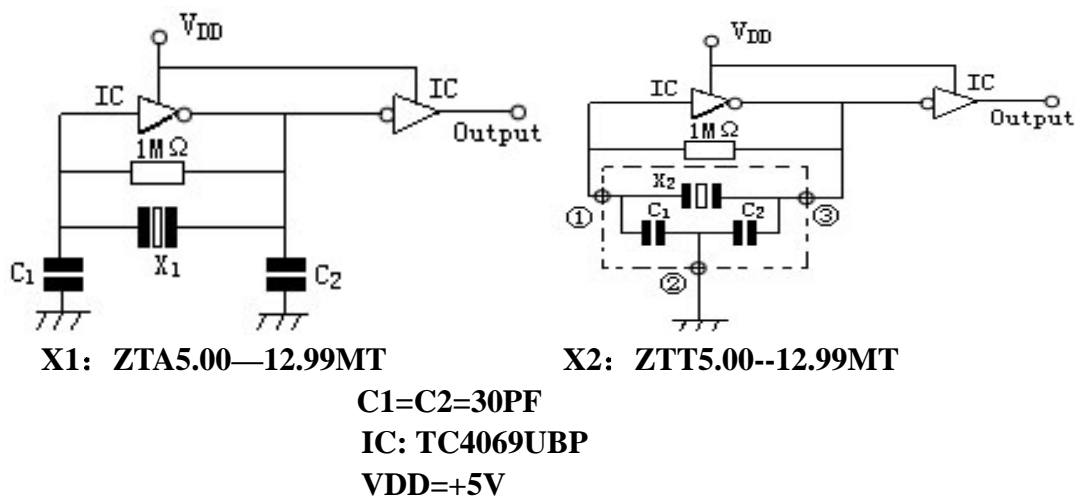 VDD
IC
IC
Output
1MΩ
X1
C1
C2
VDD
IC
IC
Output
1MΩ
X2
C1
C2
①
③
②
X1：ZTA5.00—12.99MT
X2：ZTT5.00--12.99MT
C1=C2=30PF
IC: TC4069UBP
VDD=+5V